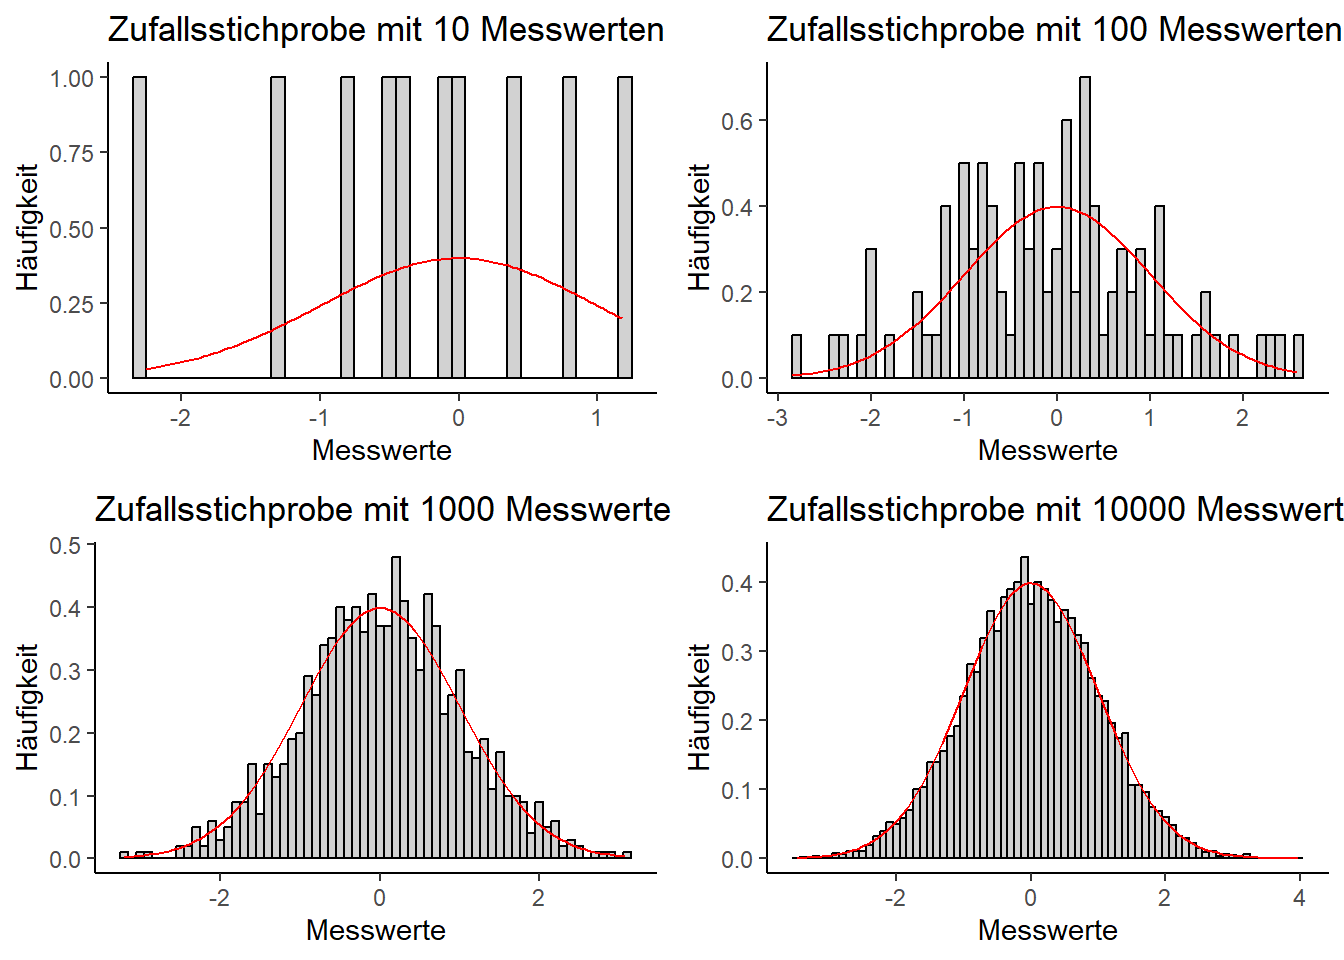 Zufallsstichprobe mit 10 Messwerten
1.00
0.75
0.50
0.25
0.00
Häufigkeit
-2 -1 0 1
Messwerte
Zufallsstichprobe mit 100 Messwerten
0.6
0.4
0.2
0.0
Häufigkeit
-3 -2 -1 0 1 2
Messwerte
Zufallsstichprobe mit 1000 Messwerte
0.5
0.4
0.3
0.2
0.1
0.0
Häufigkeit
-2 0 2
Messwerte
Zufallsstichprobe mit 10000 Messwert
0.4
0.3
0.2
0.1
0.0
Häufigkeit
-2 0 2 4
Messwerte